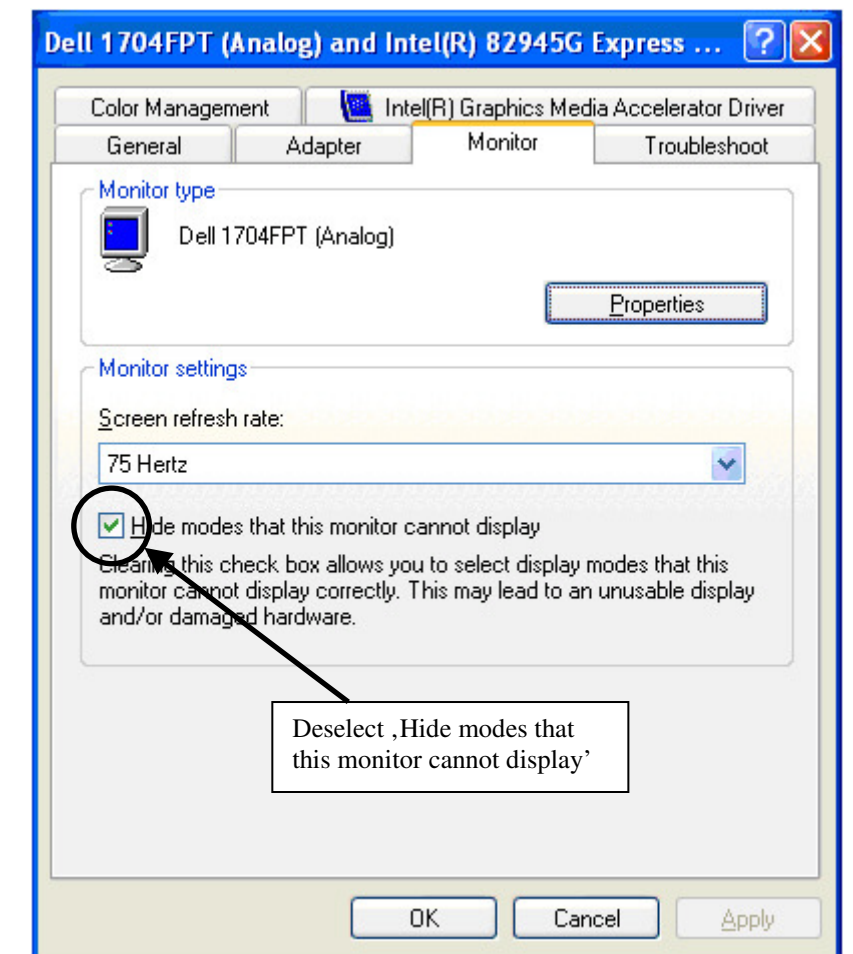 Dell 1704FPT (Analog) and Intel(R) 82945G Express ...
Color Management
Intel(R) Graphics Media Accelerator Driver
General
Adapter
Monitor
Troubleshoot
Monitor type
Dell 1704FPT (Analog)
Properties
Monitor settings
Screen refresh rate:
75 Hertz
Hide modes that this monitor cannot display
Clearing this check box allows you to select display modes that this
monitor cannot display correctly. This may lead to an unusable display
and/or damaged hardware.
Deselect ‚Hide modes that
this monitor cannot display’
OK
Cancel
Apply